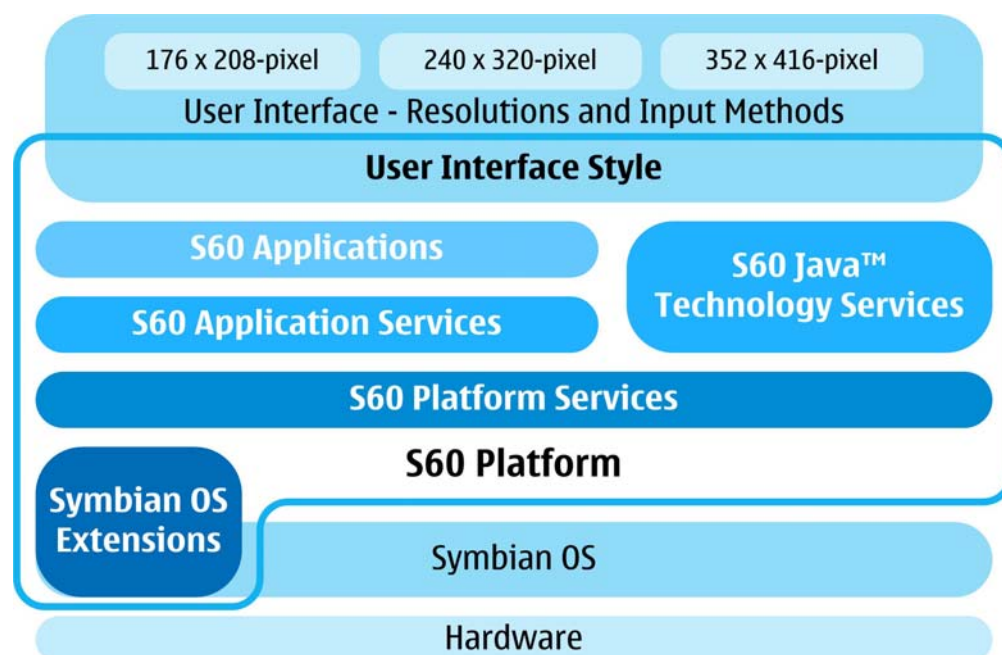 176 x 208-pixel
240 x 320-pixel
352 x 416-pixel
User Interface - Resolutions and Input Methods
User Interface Style
S60 Applications
S60 Java™
Technology Services
S60 Application Services
S60 Platform Services
S60 Platform
Symbian OS
Extensions
Symbian OS
Hardware